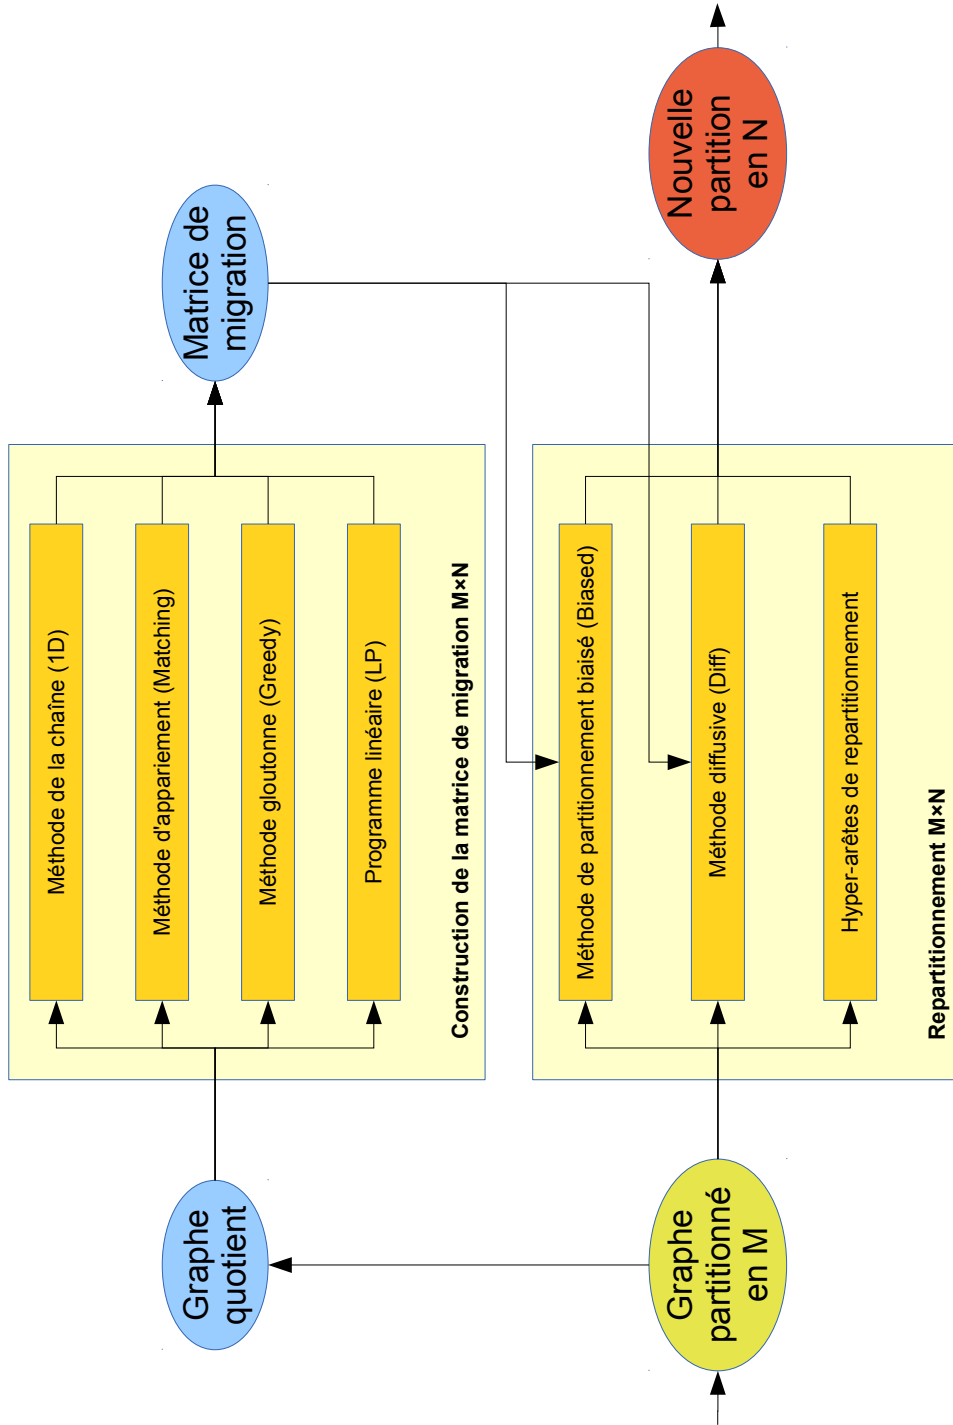 Graphe
quotient
Méthode de la chaîne (1D)
Méthode d'appariement (Matching)
Méthode gloutonne (Greedy)
Programme linéaire (LP)
Construction de la matrice de migration M×N
Matrice de
migration
Graphe
partitionné
en M
Méthode de partitionnement biaisé (Biased)
Méthode diffusive (Diff)
Hyper-arêtes de repartitionnement
Repartitionnement M×N
Nouvelle
partition
en N